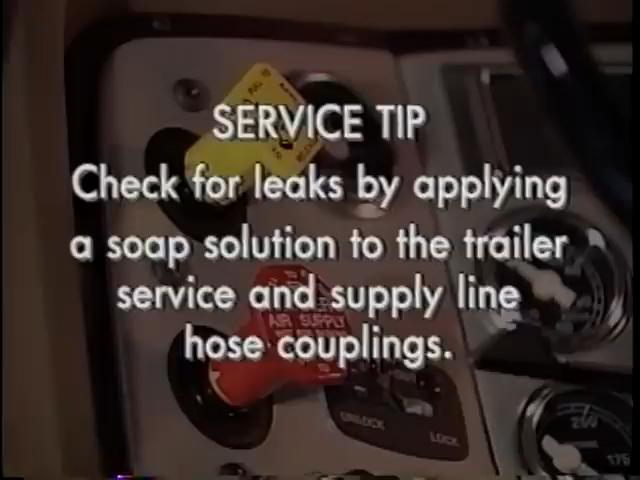 SERVICE TIP
Check for leaks by applying
a soap solution to the trailer
service and supply line
hose couplings.
AIR SUPPLY
UNLOCK
LOCK
200
175